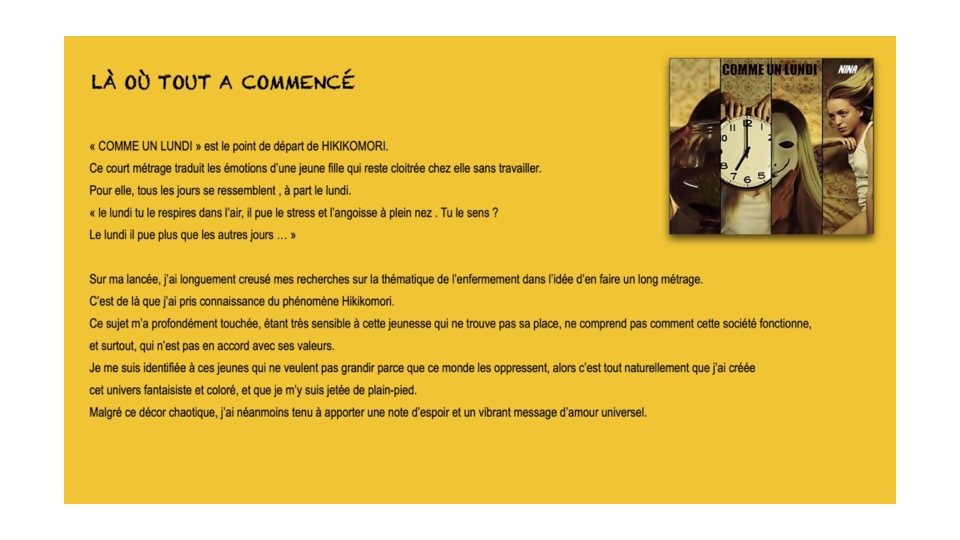 LÀ OÙ TOUT A COMMENCÉ
COMME UN LUNDI
NINA
« COMME UN LUNDI » est le point de départ de HIKIKOMORI.
Ce court métrage traduit les émotions d'une jeune fille qui reste cloitrée chez elle sans travailler.
Pour elle, tous les jours se ressemblent , à part le lundi.
« le lundi tu le respires dans l'air, il pue le stress et l'angoisse à plein nez . Tu le sens ?
Le lundi il pue plus que les autres jours … »
Sur ma lancée, j'ai longuement creusé mes recherches sur la thématique de l'enfermement dans l'idée d'en faire un long métrage.
C'est de là que j'ai pris connaissance du phénomène Hikikomori.
Ce sujet m'a profondément touchée, étant très sensible à cette jeunesse qui ne trouve pas sa place, ne comprend pas comment cette société fonctionne,
et surtout, qui n'est pas en accord avec ses valeurs.
Je me suis identifiée à ces jeunes qui ne veulent pas grandir parce que ce monde les oppressent, alors c'est tout naturellement que j'ai créée
cet univers fantaisiste et coloré, et que je m'y suis jetée de plain-pied.
Malgré ce décor chaotique, j'ai néanmoins tenu à apporter une note d'espoir et un vibrant message d'amour universel.